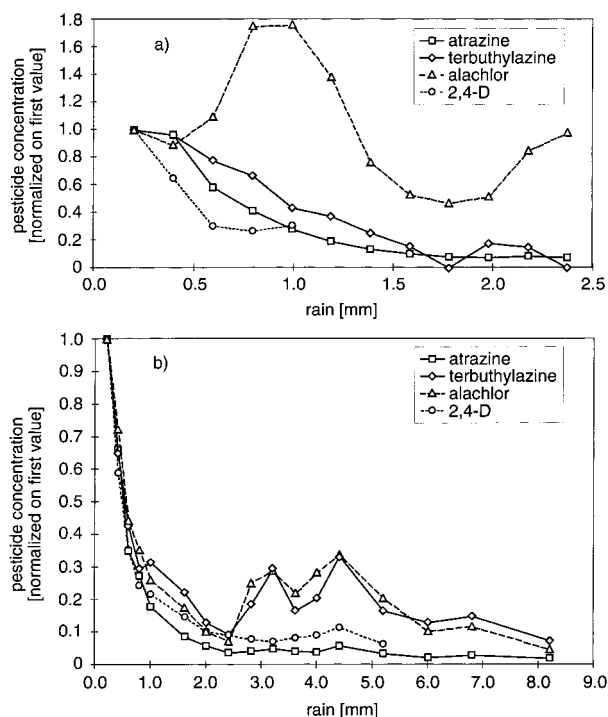 a)
atrazine
terbuthylazine
alachlor
2,4-D
pesticide concentration
[normalized on first value]
1.8
1.6
1.4
1.2
1.0
0.8
0.6
0.4
0.2
0
0.0 0.5 1.0 1.5 2.0 2.5
rain [mm]
b)
atrazine
terbuthylazine
alachlor
2,4-D
pesticide concentration
[normalized on first value]
1.0
0.9
0.8
0.7
0.6
0.5
0.4
0.3
0.2
0.1
0
0.0 1.0 2.0 3.0 4.0 5.0 6.0 7.0 8.0 9.0
rain [mm]